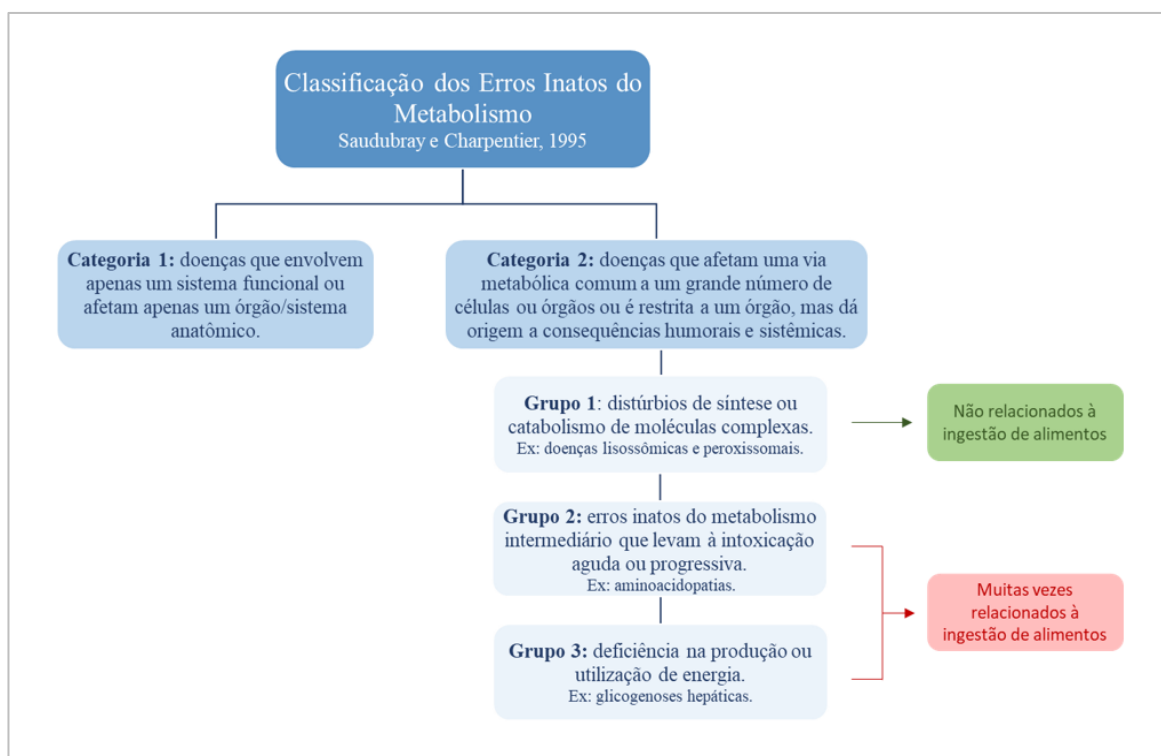 Classificação dos Erros Inatos do
Metabolismo
Saudubray e Charpentier, 1995
Categoria 1: doenças que envolvem
apenas um sistema funcional ou
afetam apenas um órgão/sistema
anatômico.
Categoria 2: doenças que afetam uma via
metabólica comum a um grande número de
células ou órgãos ou é restrita a um órgão, mas dá
origem a consequências humorais e sistêmicas.
Grupo 1: distúrbios de síntese ou
catabolismo de moléculas complexas.
Ex: doenças lisossômicas e peroxissomais.
Não relacionados à
ingestão de alimentos
Grupo 2: erros inatos do metabolismo
intermediário que levam à intoxicação
aguda ou progressiva.
Ex: aminoacidopatias.
Muitas vezes
relacionados à
ingestão de alimentos
Grupo 3: deficiência na produção ou
utilização de energia.
Ex: glicogenoses hepáticas.